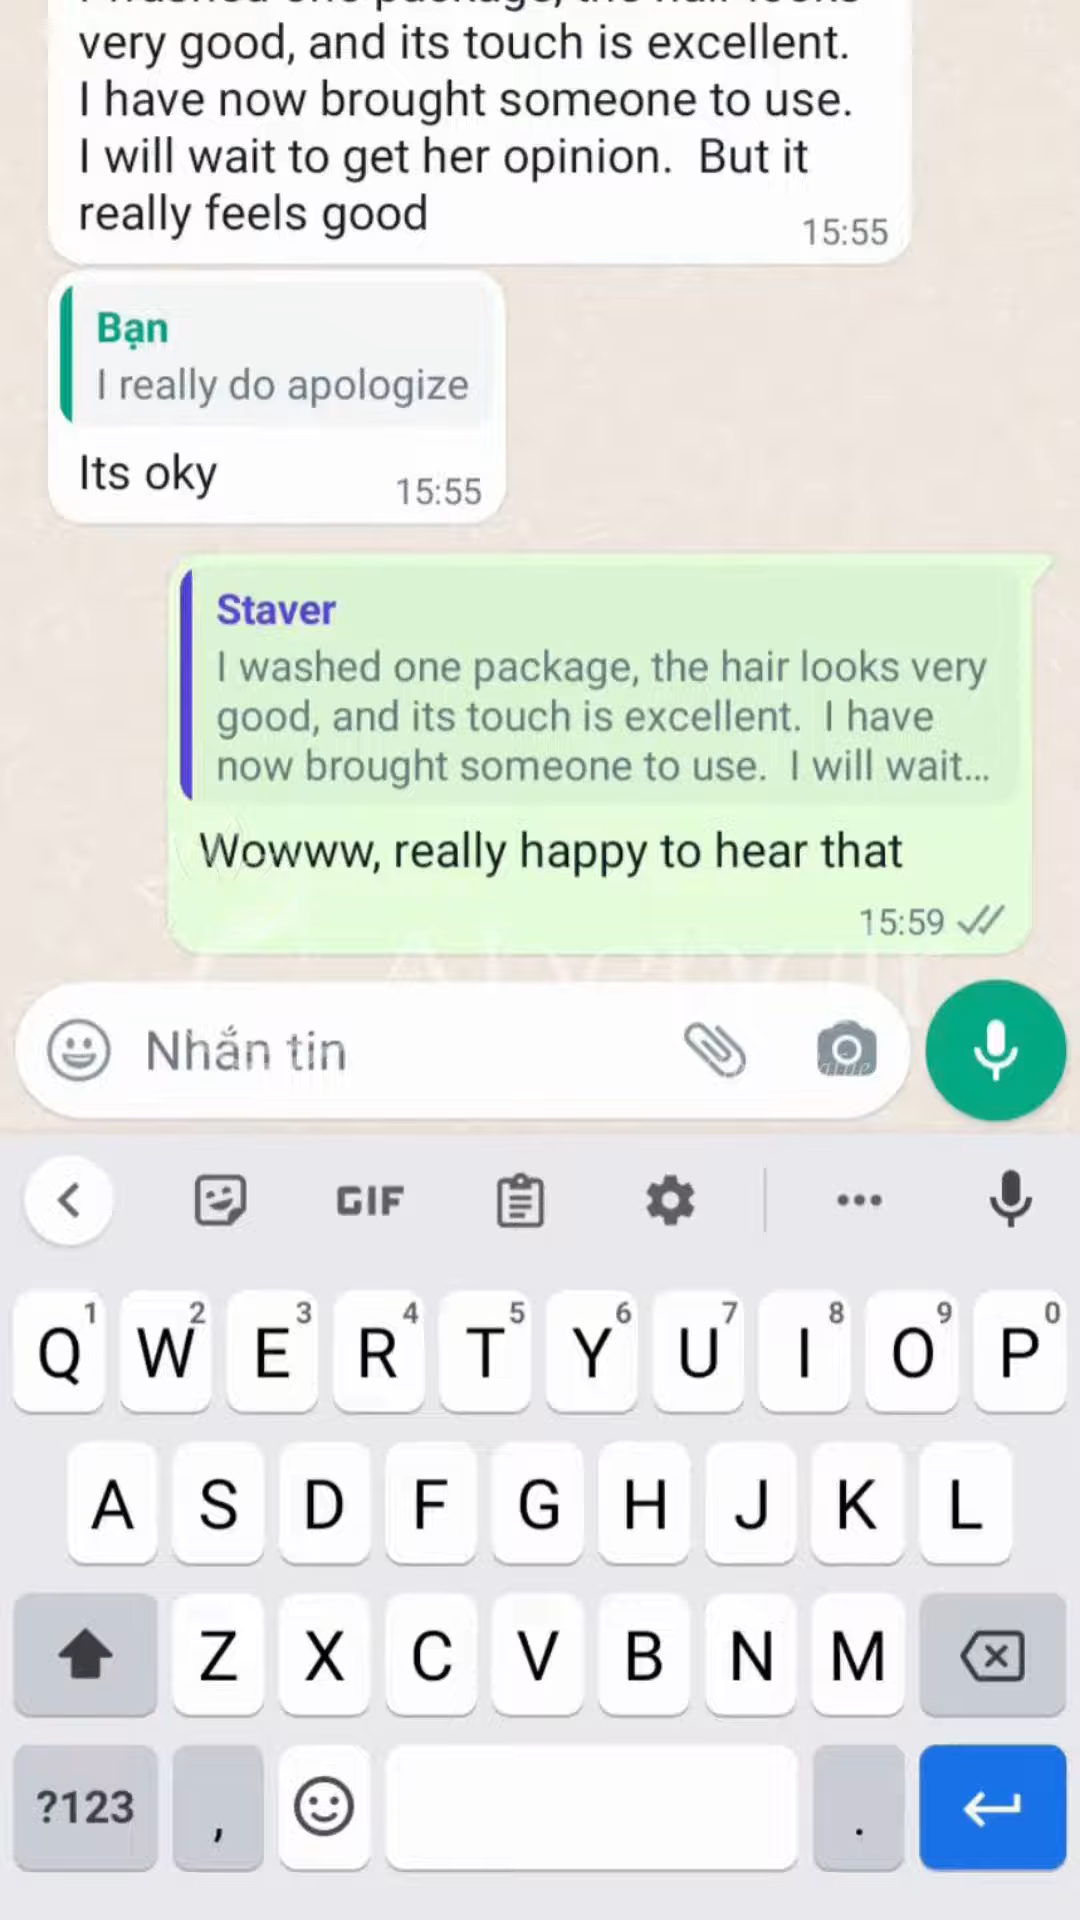 very good, and its touch is excellent.
I have now brought someone to use.
I will wait to get her opinion.  But it
really feels good
15:55
Bạn
I really do apologize
Its oky
15:55
Staver
I washed one package, the hair looks very
good, and its touch is excellent.  I have
now brought someone to use.  I will wait...
Wowww, really happy to hear that
15:59
Nhắn tin
GIF
1 2 3 4 5 6 7 8 9 0
Q W E R T Y U I O P
A S D F G H J K L
Z X C V B N M
?123 , .